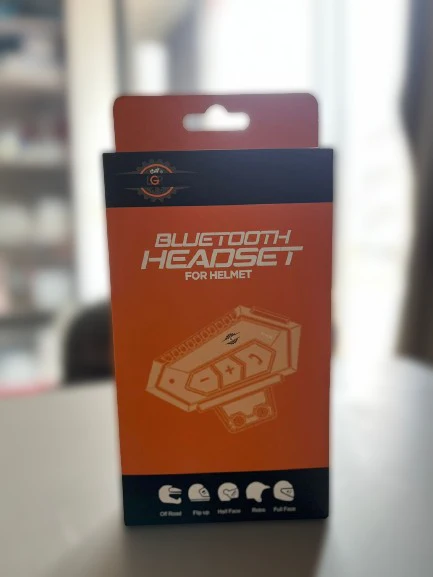 G
BLUETOOTH
HEADSET
FOR HELMET
Off Road Flip up Half Face Retro Full Face